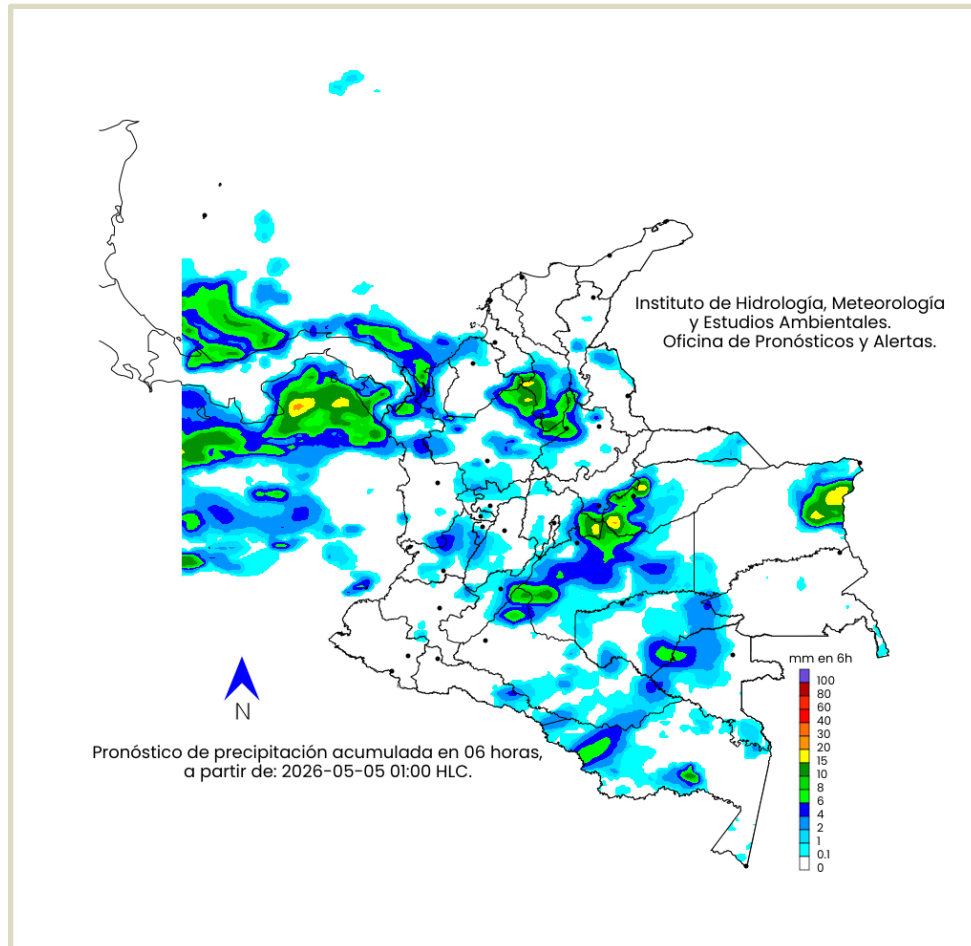 Instituto de Hidrología, Meteorología
y Estudios Ambientales.
Oficina de Pronósticos y Alertas.
N
Pronóstico de precipitación acumulada en 06 horas,
a partir de: 2026-05-05 01:00 HLC.
mm en 6h
100
80
60
40
30
20
15
10
8
6
4
2
1
0.1
0